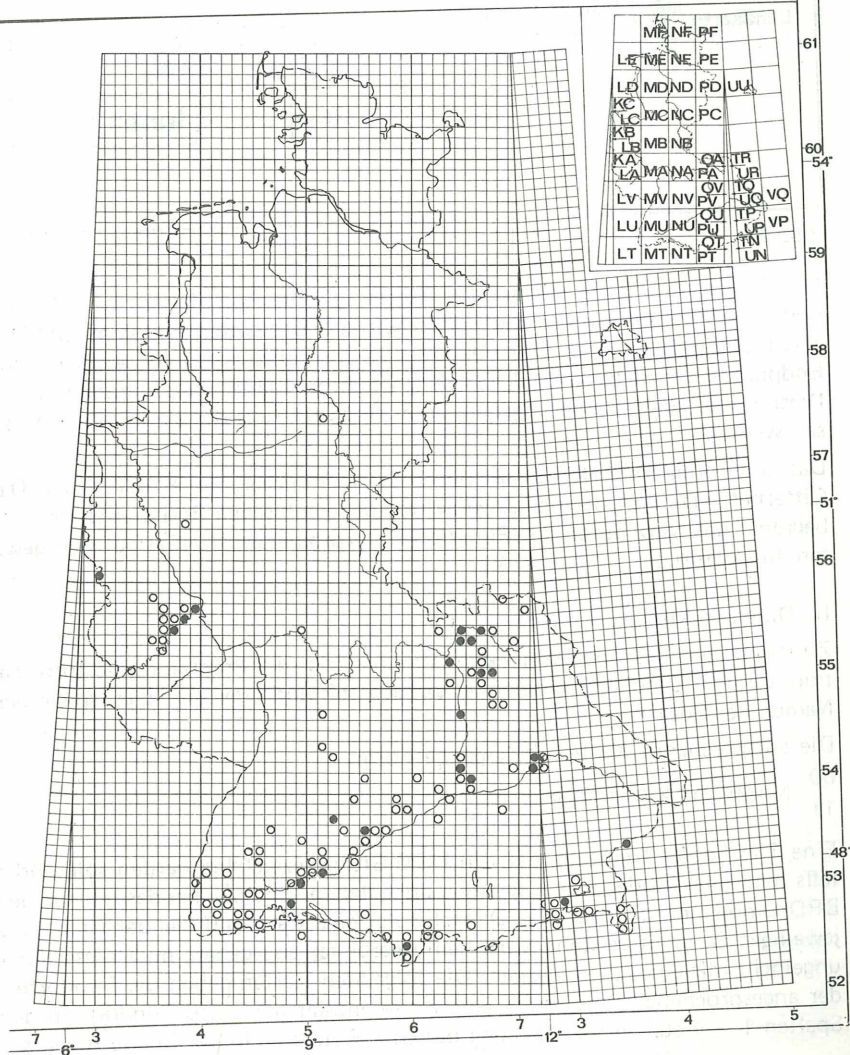 MF NF PF
LE ME NE PE
LD MD ND PD UU
KC
LC MC NC PC
KB
LB MB NB
KA QA TR
LA MA NA PA UR
QV TQ
LV MV NV PV UQ VQ
QU TP
LU MU NU PU UP VP
QT TN
LT MT NT PT UN
61
60
54°
59
58
57
51°
56
55
54
48°
53
52
7 3 4 5 6 7 3 4 5
6° 9° 12°